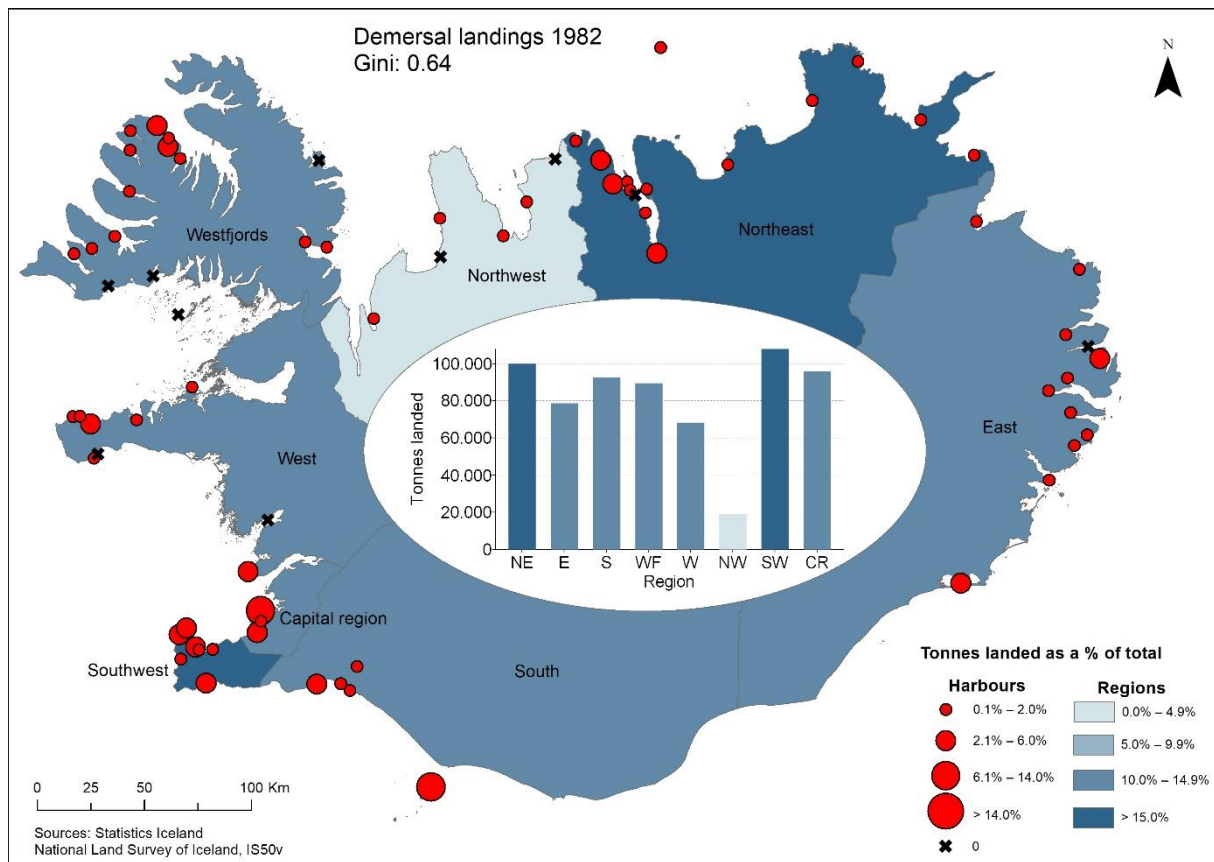 Demersal landings 1982
Gini: 0.64
N
Westfjords
Northwest
Northeast
East
West
Capital region
Southwest
South
Tonnes landed
100.000
80.000
60.000
40.000
20.000
0
NE E S WF W NW SW CR
Region
Tonnes landed as a % of total
Harbours
0.1% – 2.0%
2.1% – 6.0%
6.1% – 14.0%
> 14.0%
0
Regions
0.0% – 4.9%
5.0% – 9.9%
10.0% – 14.9%
> 15.0%
0 25 50 100 Km
Sources: Statistics Iceland
National Land Survey of Iceland, IS50v